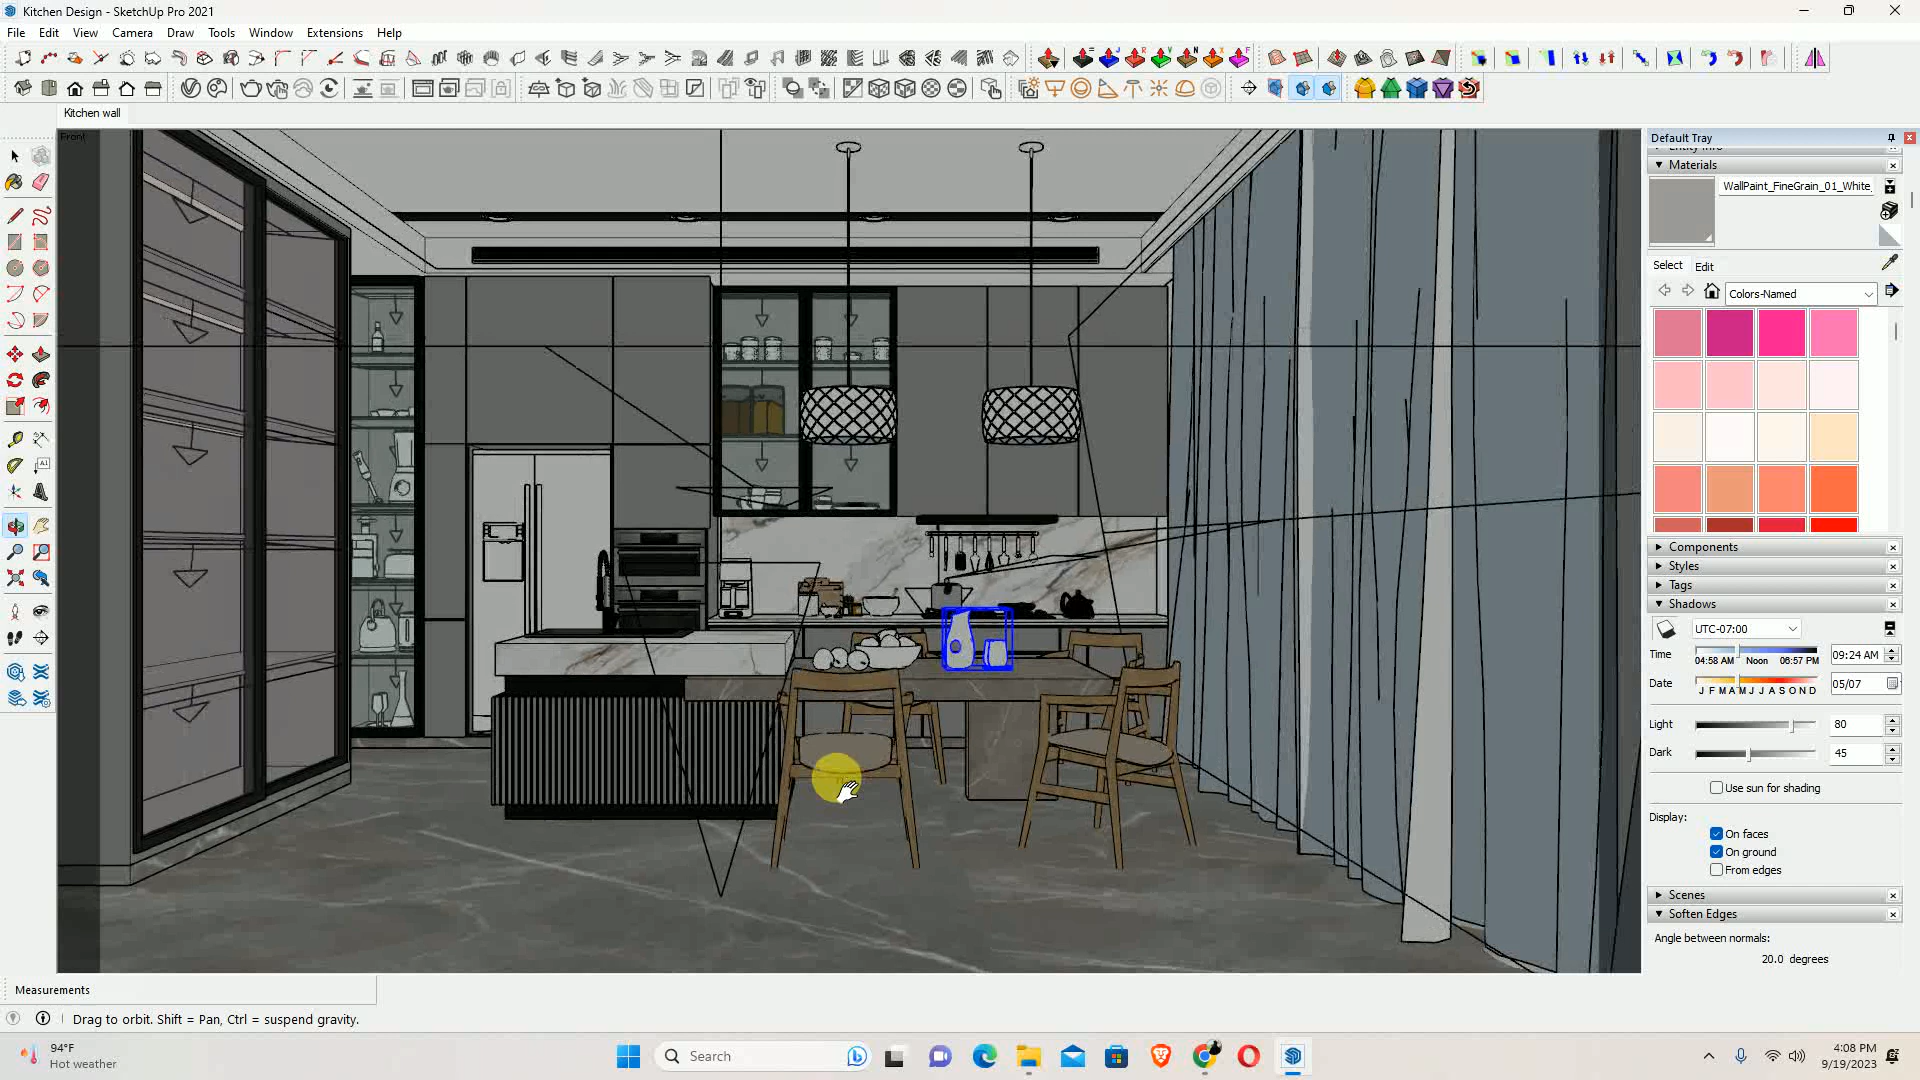 Kitchen Design - SketchUp Pro 2021
File Edit View Camera Draw Tools Window Extensions Help
Kitchen wall
Front
Default Tray
Materials
WallPaint_FineGrain_01_White_
Select Edit
Colors-Named
Components
Styles
Tags
Shadows
UTC-07:00
Time 04:58 AM Noon 06:57 PM 09:24 AM
Date J F M A M J J A S O N D 05/07
Light 80
Dark 45
Use sun for shading
Display:
On faces
On ground
From edges
Scenes
Soften Edges
Angle between normals:
20.0 degrees
Measurements
Drag to orbit. Shift = Pan, Ctrl = suspend gravity.
94°F
Hot weather
Search
4:08 PM
9/19/2023